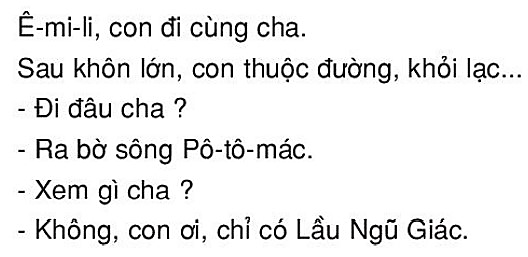 Ê-mi-li, con đi cùng cha.
Sau khôn lớn, con thuộc đường, khỏi lạc...
- Đi đâu cha ?
- Ra bờ sông Pô-tô-mác.
- Xem gì cha ?
- Không, con ơi, chỉ có Lầu Ngũ Giác.